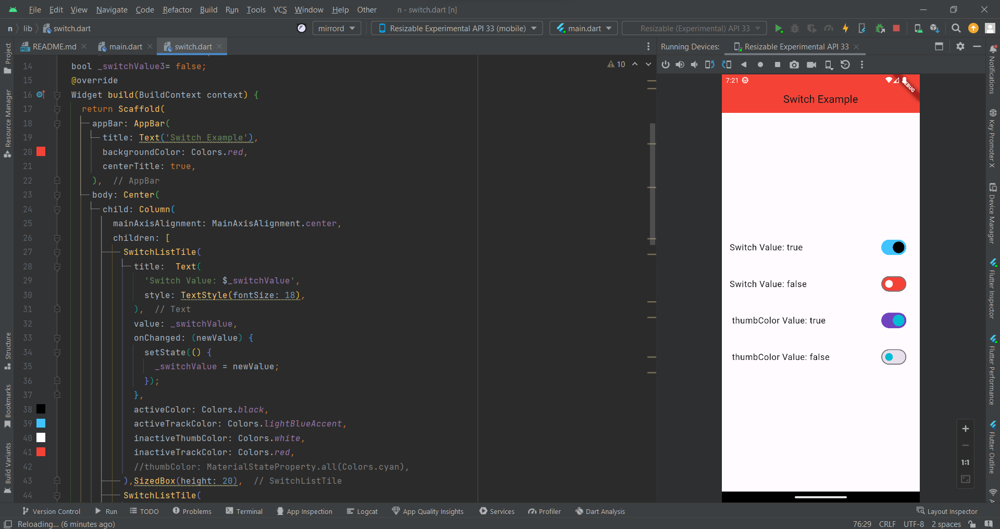 File Edit View Navigate Code Refactor Build Run Tools VCS Window Help Other n - switch.dart [n]
n lib switch.dart mirrord Resizable Experimental API 33 (mobile) main.dart Resizable (Experimental) API 33
README.md main.dart switch.dart Running Devices: Resizable Experimental API 33
10
14 bool _switchValue3= false;
15 @override
16 Widget build(BuildContext context) {
17 return Scaffold(
18 appBar: AppBar(
19 title: Text('Switch Example'),
20 backgroundColor: Colors.red,
21 centerTitle: true,
22 ), // AppBar
23 body: Center(
24 child: Column(
25 mainAxisAlignment: MainAxisAlignment.center,
26 children: [
27 SwitchListTile(
28 title: Text(
29 'Switch Value: $_switchValue',
30 style: TextStyle(fontSize: 18),
31 ), // Text
32 value: _switchValue,
33 onChanged: (newValue) {
34 setState(() {
35 _switchValue = newValue;
36 });
37 },
38 activeColor: Colors.black,
39 activeTrackColor: Colors.lightBlueAccent,
40 inactiveThumbColor: Colors.white,
41 inactiveTrackColor: Colors.red,
42 //thumbColor: MaterialStateProperty.all(Colors.cyan),
43 ),SizedBox(height: 20), // SwitchListTile
44 SwitchListTile(
7:21
DEBUG
Switch Example
Switch Value: true
Switch Value: false
thumbColor Value: true
thumbColor Value: false
1:1
Project
Resource Manager
Structure
Bookmarks
Build Variants
Notifications
Key Promoter X
Device Manager
Flutter Inspector
Flutter Performance
Flutter Outline
Version Control Run TODO Problems Terminal App Inspection Logcat App Quality Insights Services Profiler Dart Analysis Layout Inspector
Reloading... (6 minutes ago) 76:29 CRLF UTF-8 2 spaces